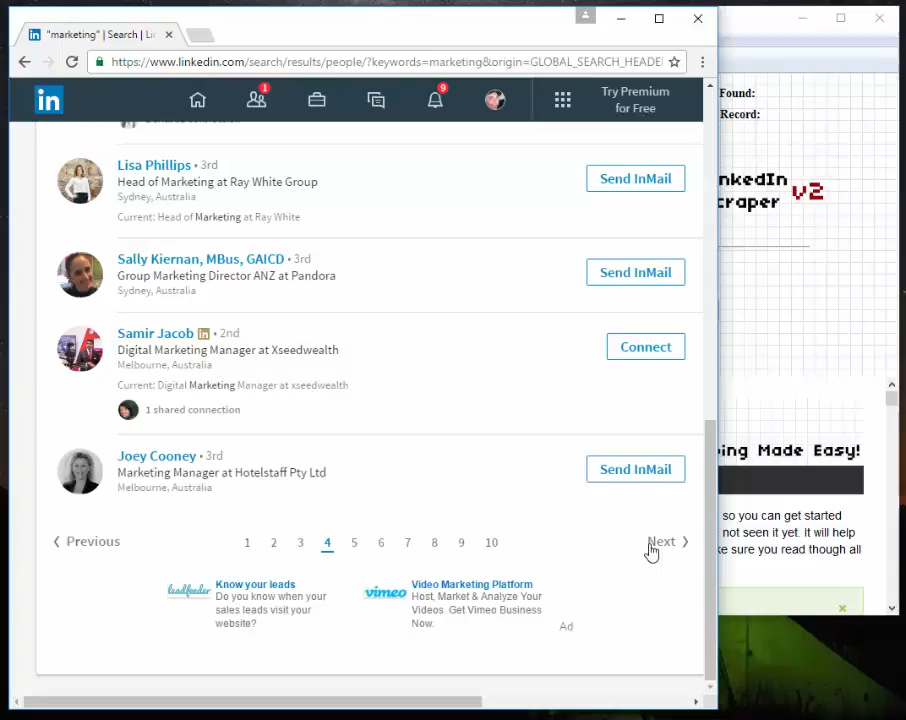 "marketing" | Search | Li
https://www.linkedin.com/search/results/people/?keywords=marketing&origin=GLOBAL_SEARCH_HEADE
in
1
9
Try Premium
for Free
Lisa Phillips • 3rd
Head of Marketing at Ray White Group
Sydney, Australia
Current: Head of Marketing at Ray White
Send InMail
Sally Kiernan, MBus, GAICD • 3rd
Group Marketing Director ANZ at Pandora
Sydney, Australia
Send InMail
Samir Jacob in • 2nd
Digital Marketing Manager at Xseedwealth
Melbourne, Australia
Current: Digital Marketing Manager at xseedwealth
1 shared connection
Connect
Joey Cooney • 3rd
Marketing Manager at Hotelstaff Pty Ltd
Melbourne, Australia
Send InMail
Previous 1 2 3 4 5 6 7 8 9 10 Next
leadfeeder
Know your leads
Do you know when your
sales leads visit your
website?
vimeo
Video Marketing Platform
Host, Market & Analyze Your
Videos. Get Vimeo Business
Now.
Ad
Found:
Record:
nkedIn
craper v2
ing Made Easy!
so you can get started
not seen it yet. It will help
ke sure you read though all